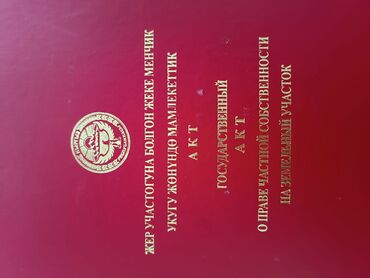 ЖЕР УЧАСТОГУНА БОЛГОН ЖЕКЕ МЕНЧИК
УКУГУ ЖӨНҮНДӨ МАМЛЕКЕТТИК
А К Т
ГОСУДАРСТВЕННЫЙ
А К Т
О ПРАВЕ ЧАСТНОЙ СОБСТВЕННОСТИ
НА ЗЕМЕЛЬНЫЙ УЧАСТОК